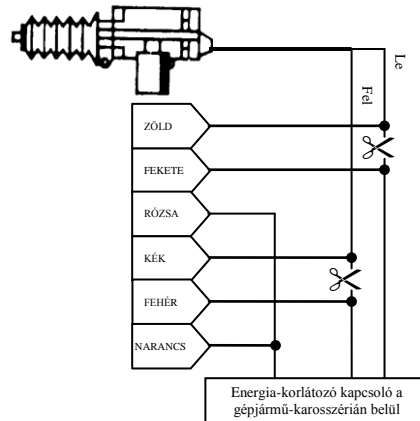 Le
Fel
ZÖLD
FEKETE
RÓZSA
KÉK
FEHÉR
NARANCS
Energia-korlátozó kapcsoló a
gépjármű-karosszérián belül